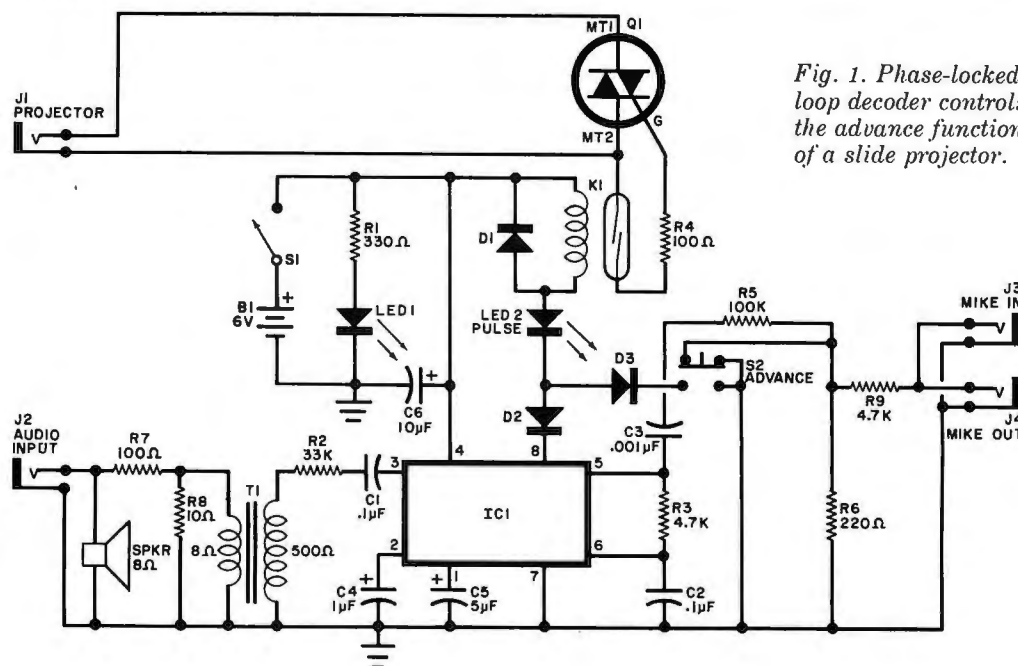 MT1 Q1
G
MT2
J1
PROJECTOR
V
Fig. 1. Phase-locked
loop decoder controls
the advance function
of a slide projector.
K1
R4
100Ω
D1
R1
330Ω
S1
B1
6V
+
LED1
C6
10µF
+
LED 2
PULSE
D3
D2
R5
100K
S2
ADVANCE
C3
.001µF
J3
MIKE IN
V
R9
4.7K
V
J4
MIKE OUT
J2
AUDIO
INPUT
V
R7
100Ω
R8
10Ω
SPKR
8Ω
8Ω
T1
500Ω
R2
33K
C1
.1µF
3
4
8
5
IC1
2
1
7
6
R3
4.7K
R6
220Ω
+
C4
1µF
+
C5
5µF
C2
.1µF